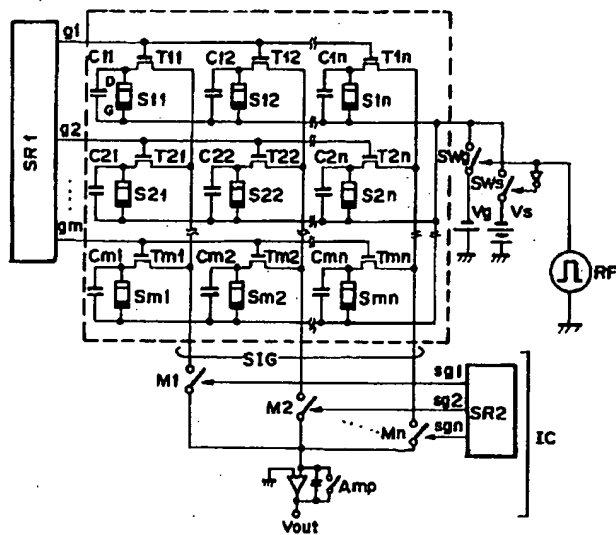 g1
C11 T11 C12 T12 C1n T1n
D
G S11 S12 S1n
SR1
g2
C21 T21 C22 T22 C2n T2n
S21 S22 S2n
SWg
SWs
Vg Vs
RF
gm
Cm1 Tm1 Cm2 Tm2 Cmn Tmn
Sm1 Sm2 Smn
SIG
M1 sg1
M2 sg2
Mn sgn
SR2
IC
Amp
Vout